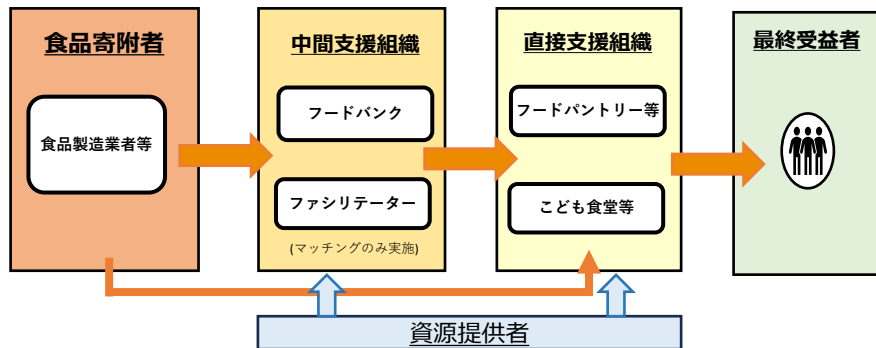 食品寄附者
食品製造業者等
中間支援組織
フードバンク
ファシリテーター
(マッチングのみ実施)
直接支援組織
フードパントリー等
こども食堂等
最終受益者
資源提供者